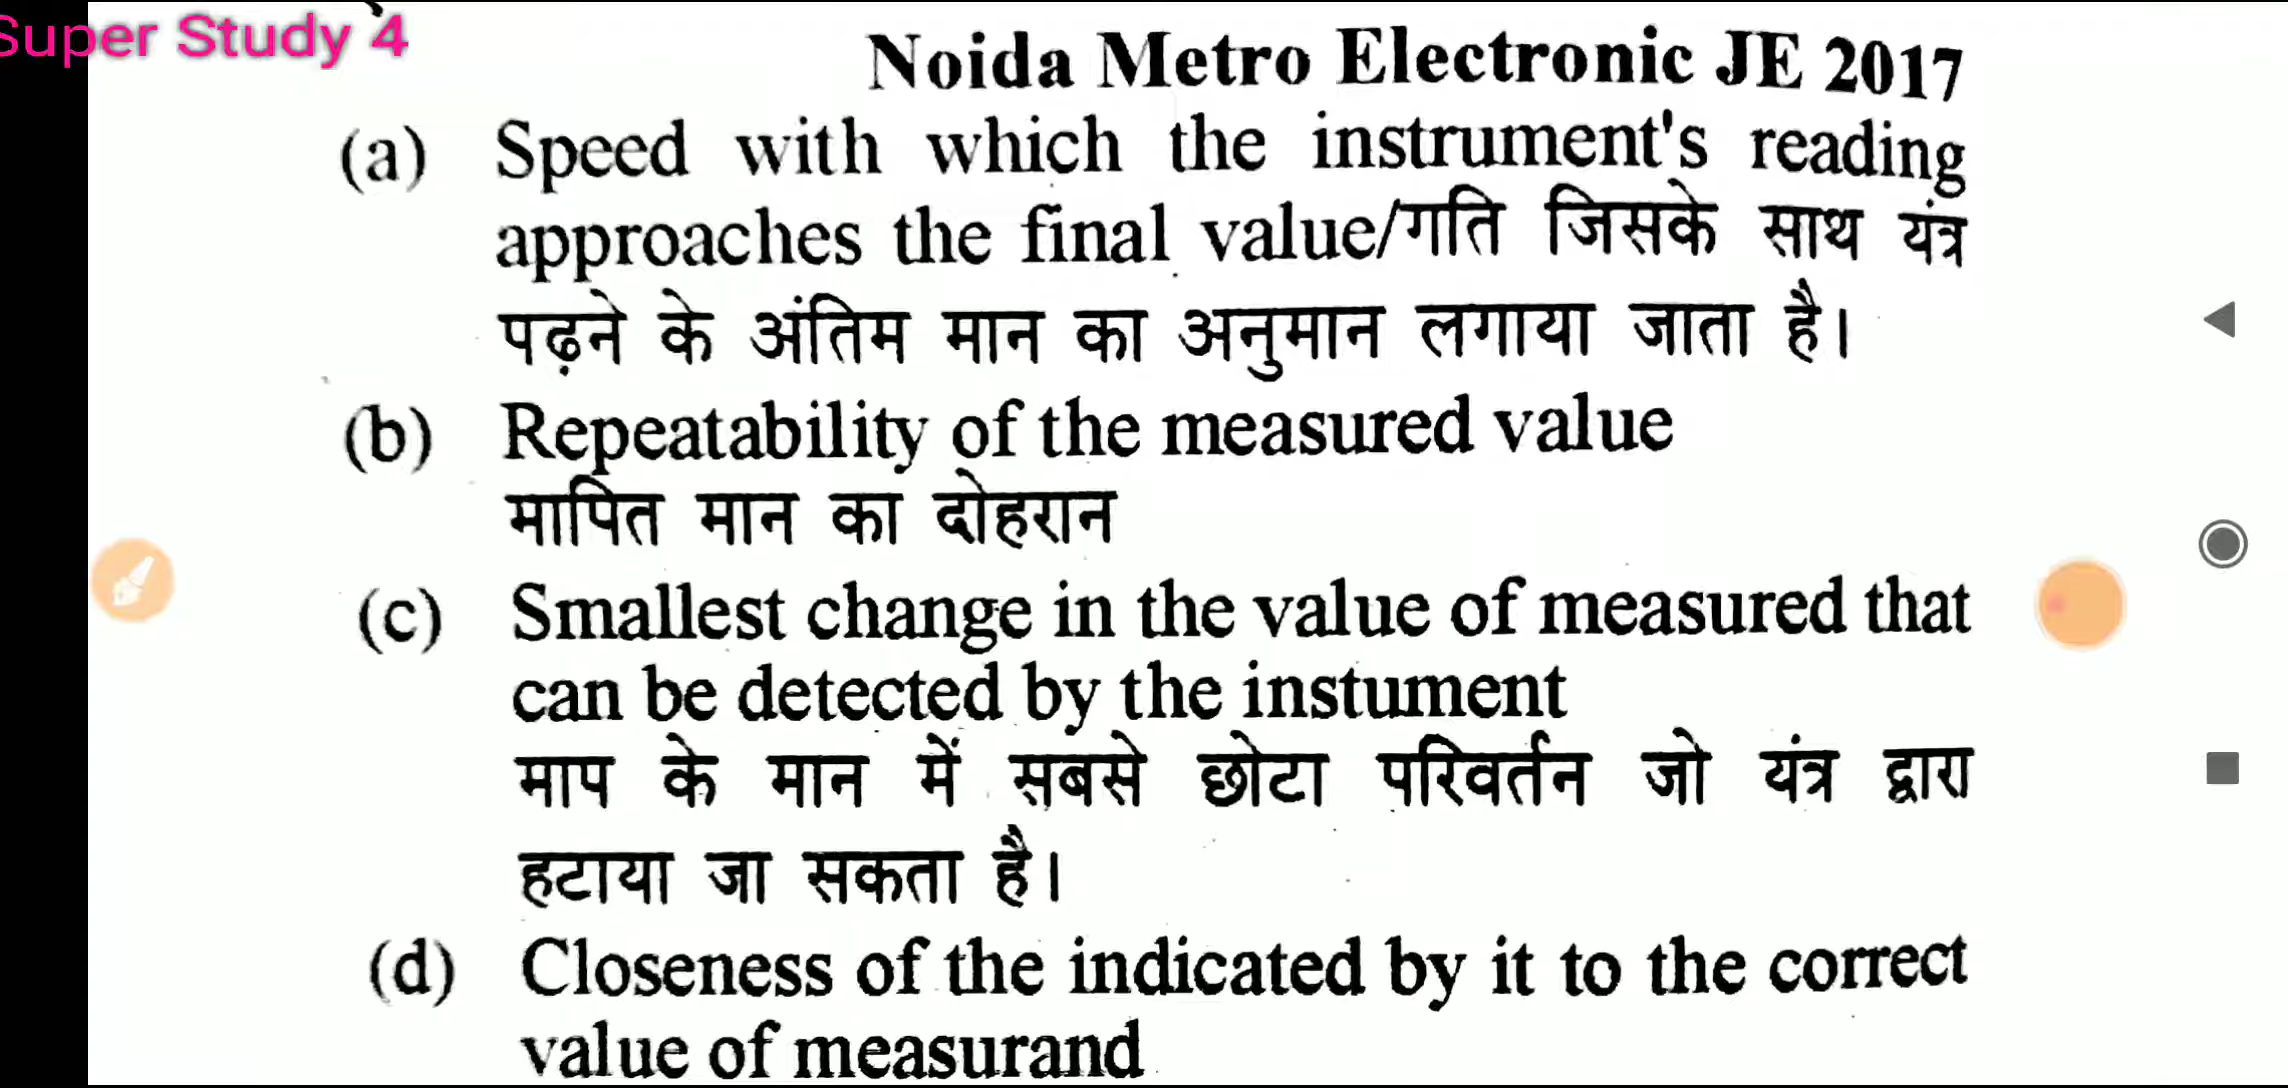 Super Study 4
Noida Metro Electronic JE 2017
(a) Speed with which the instrument's reading
approaches the final value/गति जिसके साथ यंत्र
पढ़ने के अंतिम मान का अनुमान लगाया जाता है।
(b) Repeatability of the measured value
मापित मान का दोहरान
(c) Smallest change in the value of measured that
can be detected by the instument
माप के मान में सबसे छोटा परिवर्तन जो यंत्र द्वारा
हटाया जा सकता है।
(d) Closeness of the indicated by it to the correct
value of measurand